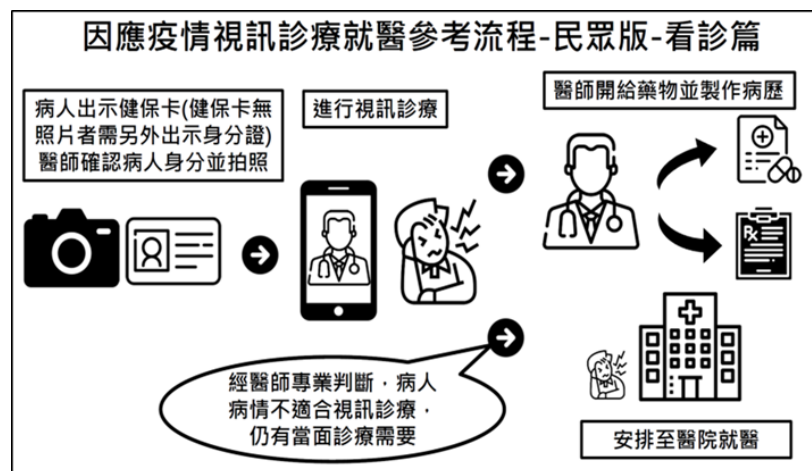 因應疫情視訊診療就醫參考流程-民眾版-看診篇
病人出示健保卡(健保卡無
照片者需另外出示身分證)
醫師確認病人身分並拍照
進行視訊診療
醫師開給藥物並製作病歷
Rx
經醫師專業判斷，病人
病情不適合視訊診療，
仍有當面診療需要
安排至醫院就醫